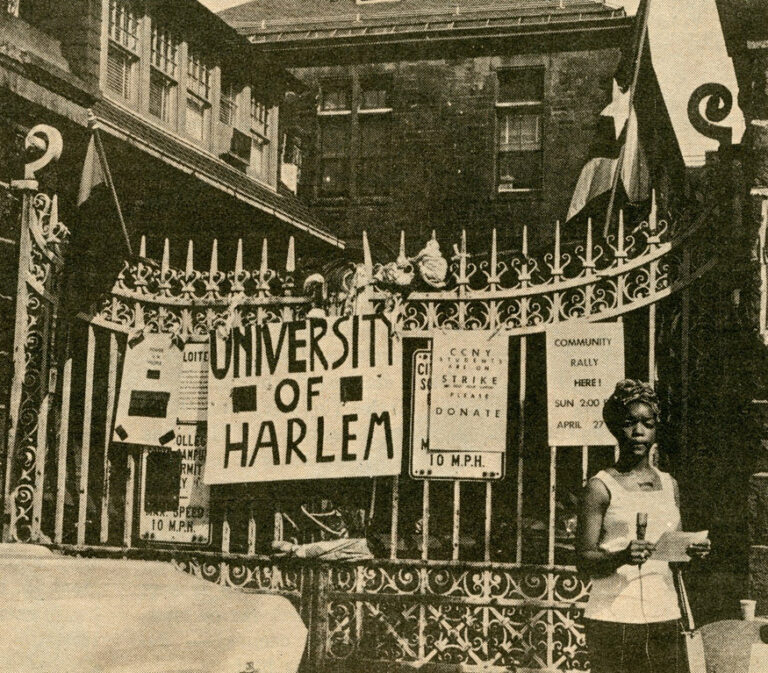 LOITE
UNIVERSITY
OF
HARLEM
CCNY
STUDENTS
ARE ON
STRIKE
PLEASE
DONATE
10 M.P.H.
COMMUNITY
RALLY
HERE!
SUN 2:00
APRIL 27
SPEED
10 M.P.H.